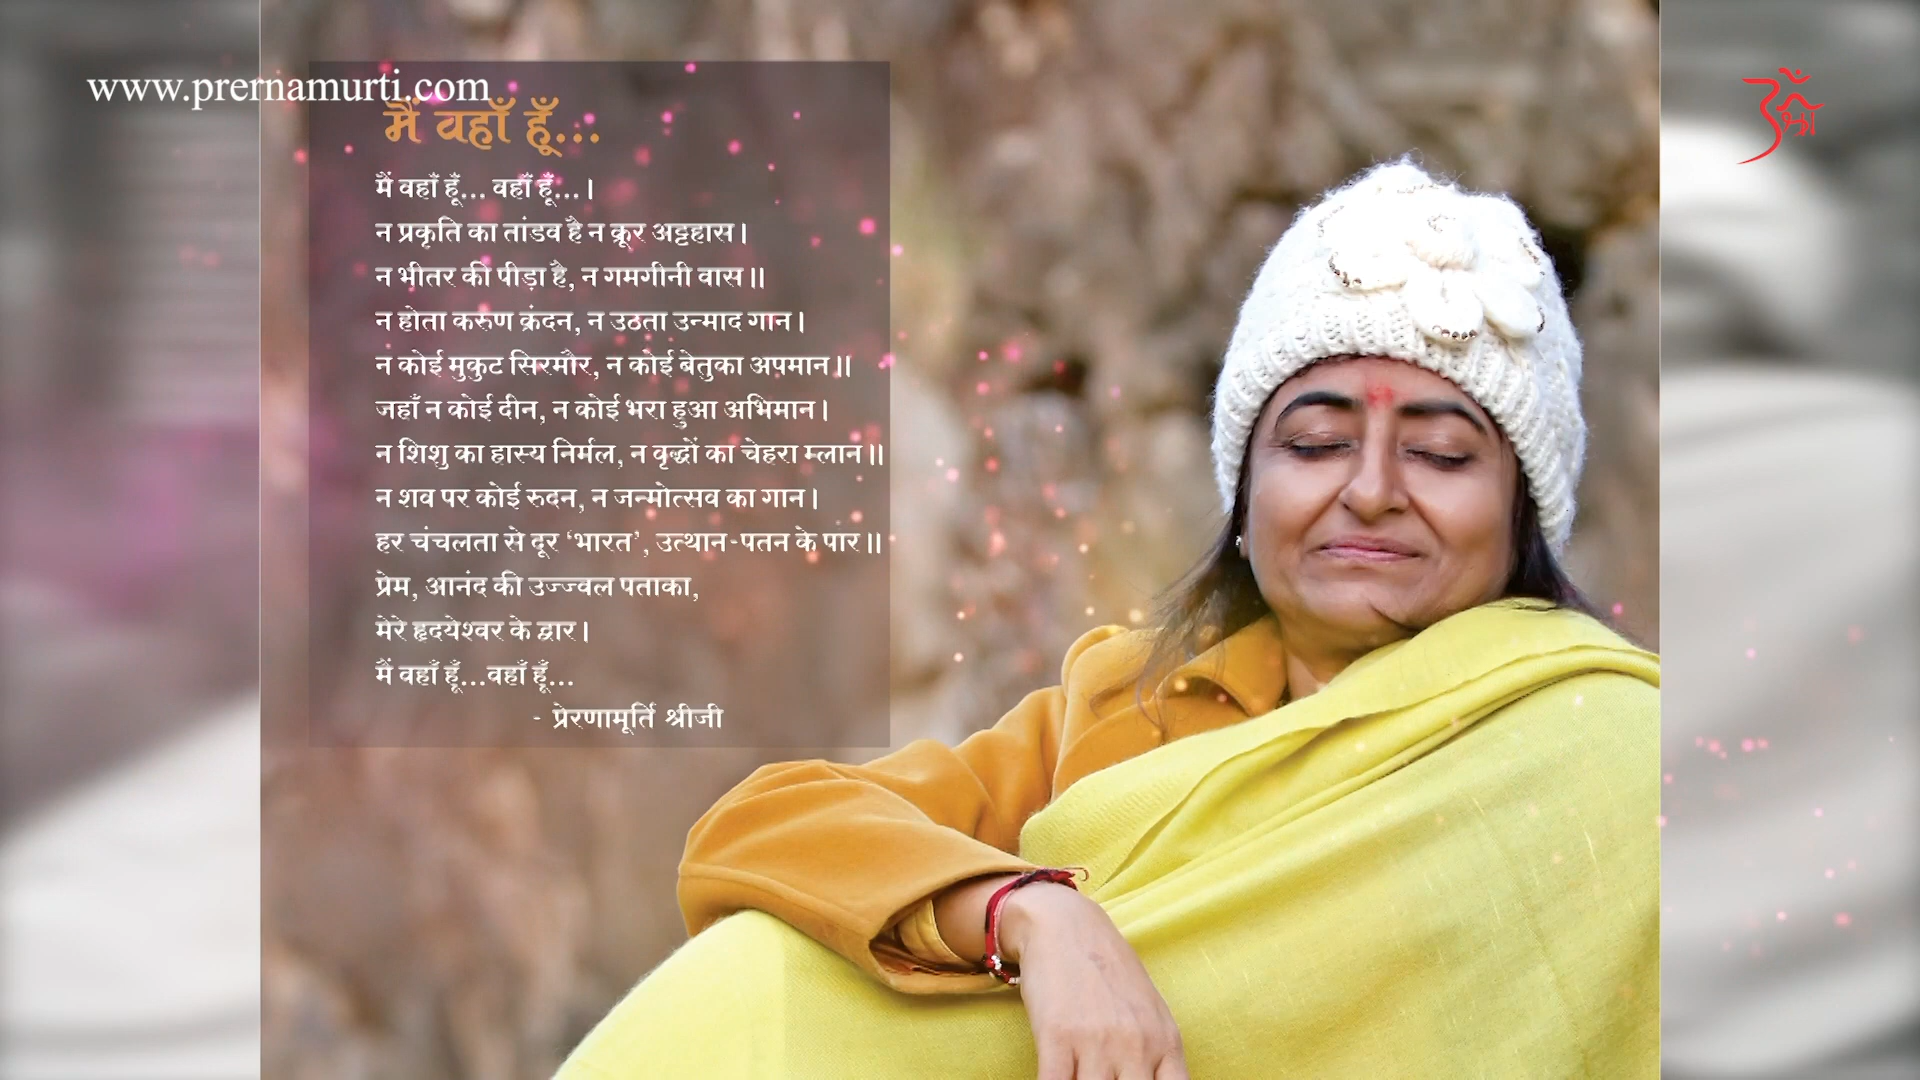 www.prernamurti.com
मैं वहाँ हूँ...
मैं वहाँ हूँ... वहाँ हूँ...।
न प्रकृति का तांडव है न क्रूर अट्टहास।
न भीतर की पीड़ा है, न गमगीनी वास॥
न होता करुण क्रंदन, न उठता उन्माद गान।
न कोई मुकुट सिरमौर, न कोई बेतुका अपमान॥
जहाँ न कोई दीन, न कोई भरा हुआ अभिमान।
न शिशु का हास्य निर्मल, न वृद्धों का चेहरा म्लान॥
न शव पर कोई रुदन, न जन्मोत्सव का गान।
हर चंचलता से दूर ‘भारत’, उत्थान-पतन के पार॥
प्रेम, आनंद की उज्ज्वल पताका,
मेरे हृदयेश्वर के द्वार।
मैं वहाँ हूँ...वहाँ हूँ...
- प्रेरणामूर्ति श्रीजी